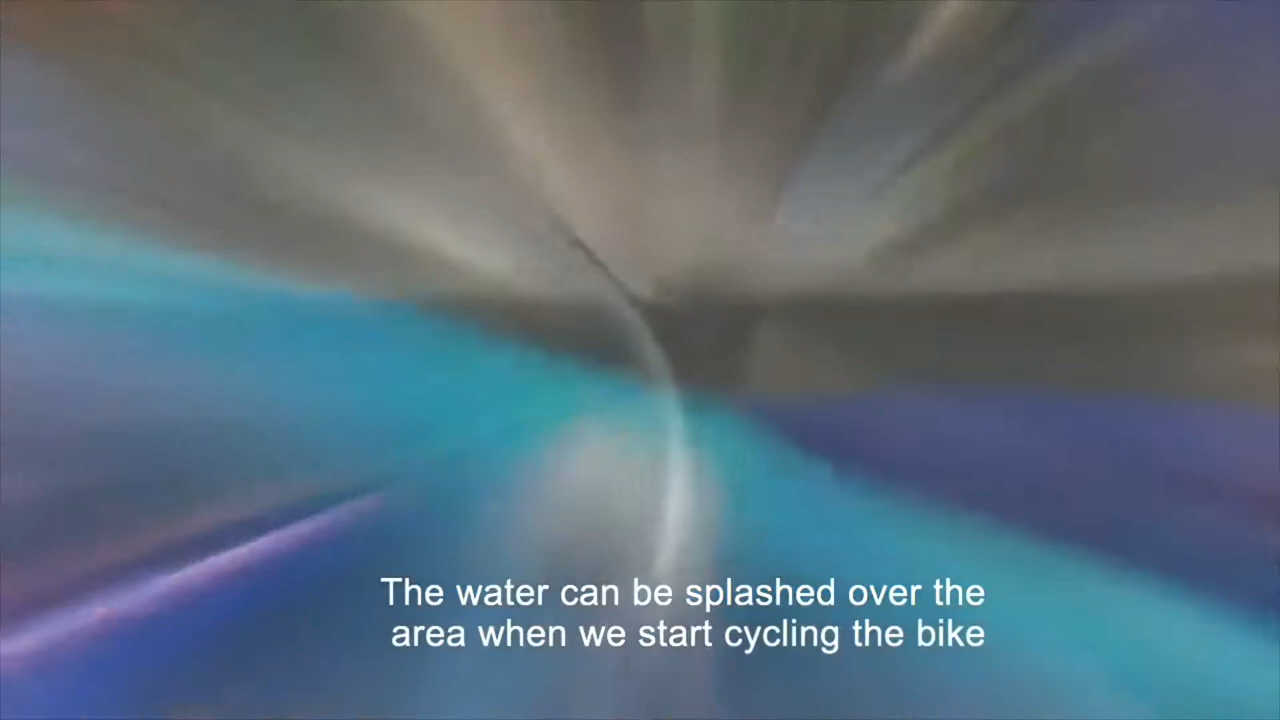 The water can be splashed over the
area when we start cycling the bike